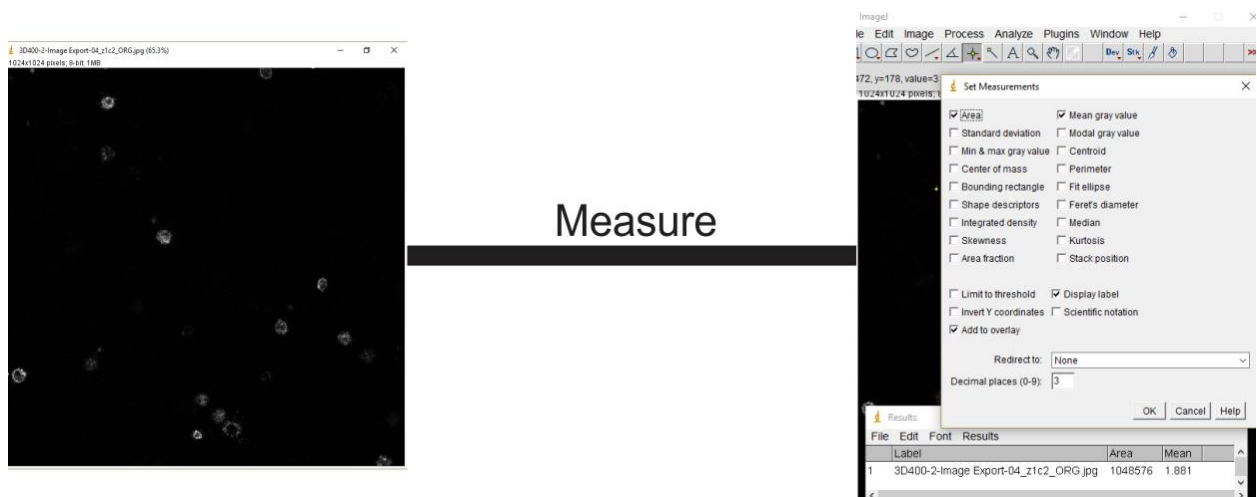 3D400-2-Image Export-04_z1c2_ORG.jpg (65.3%)
1024x1024 pixels; 8-bit; 1MB
Measure
ImageJ
le Edit Image Process Analyze Plugins Window Help
A Dev. Stk >>
472, y=178, value=3
1024x1024 pixels; 8
Set Measurements
Area Mean gray value
Standard deviation Modal gray value
Min & max gray value Centroid
Center of mass Perimeter
Bounding rectangle Fit ellipse
Shape descriptors Feret's diameter
Integrated density Median
Skewness Kurtosis
Area fraction Stack position
Limit to threshold Display label
Invert Y coordinates Scientific notation
Add to overlay
Redirect to: None
Decimal places (0-9): 3
OK Cancel Help
Results
File Edit Font Results
Label Area Mean
1 3D400-2-Image Export-04_z1c2_ORG.jpg 1048576 1.881